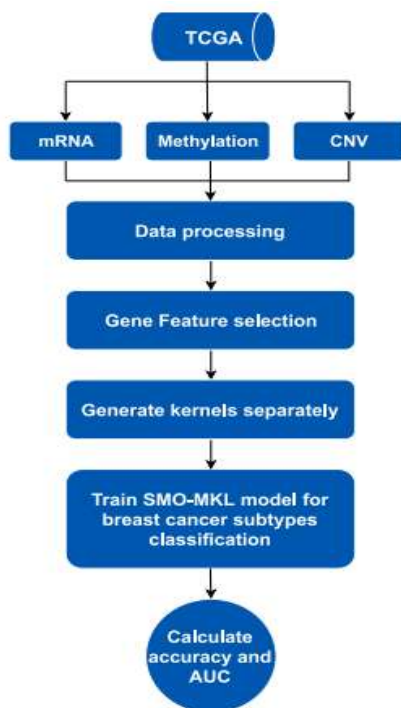 TCGA
mRNA
Methylation
CNV
Data processing
Gene Feature selection
Generate kernels separately
Train SMO-MKL model for
breast cancer subtypes
classification
Calculate
accuracy and
AUC